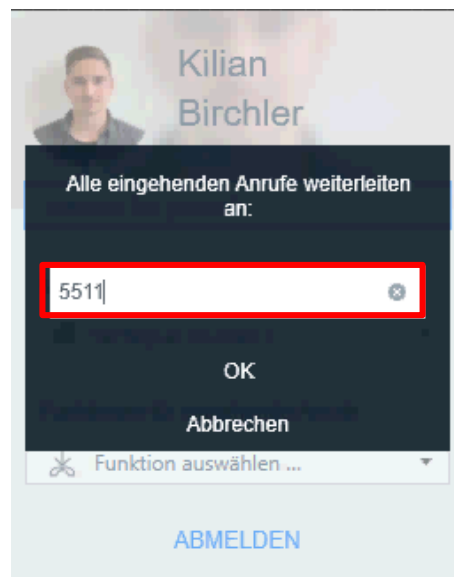 Kilian
Birchler
Alle eingehenden Anrufe weiterleiten
an:
5511
OK
Abbrechen
Funktion auswählen ...
ABMELDEN